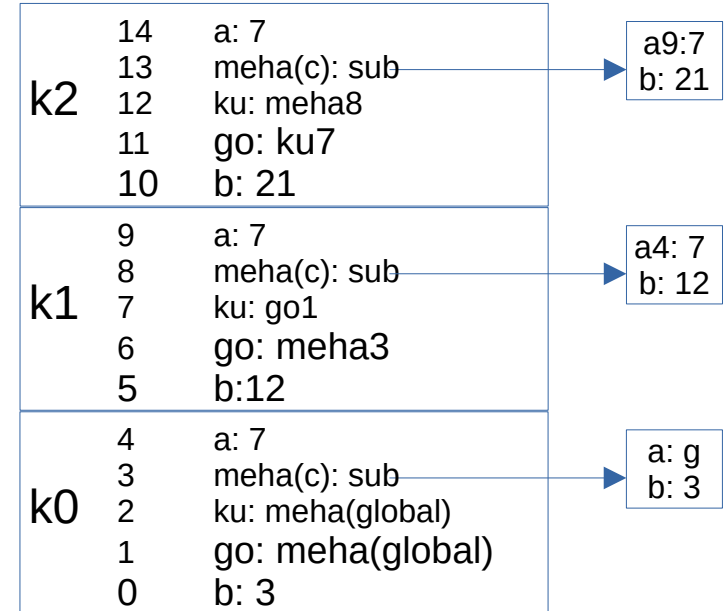 k2
14 a: 7
13 meha(c): sub
12 ku: meha8
11 go: ku7
10 b: 21
a9:7
b: 21
k1
9 a: 7
8 meha(c): sub
7 ku: go1
6 go: meha3
5 b:12
a4: 7
b: 12
k0
4 a: 7
3 meha(c): sub
2 ku: meha(global)
1 go: meha(global)
0 b: 3
a: g
b: 3